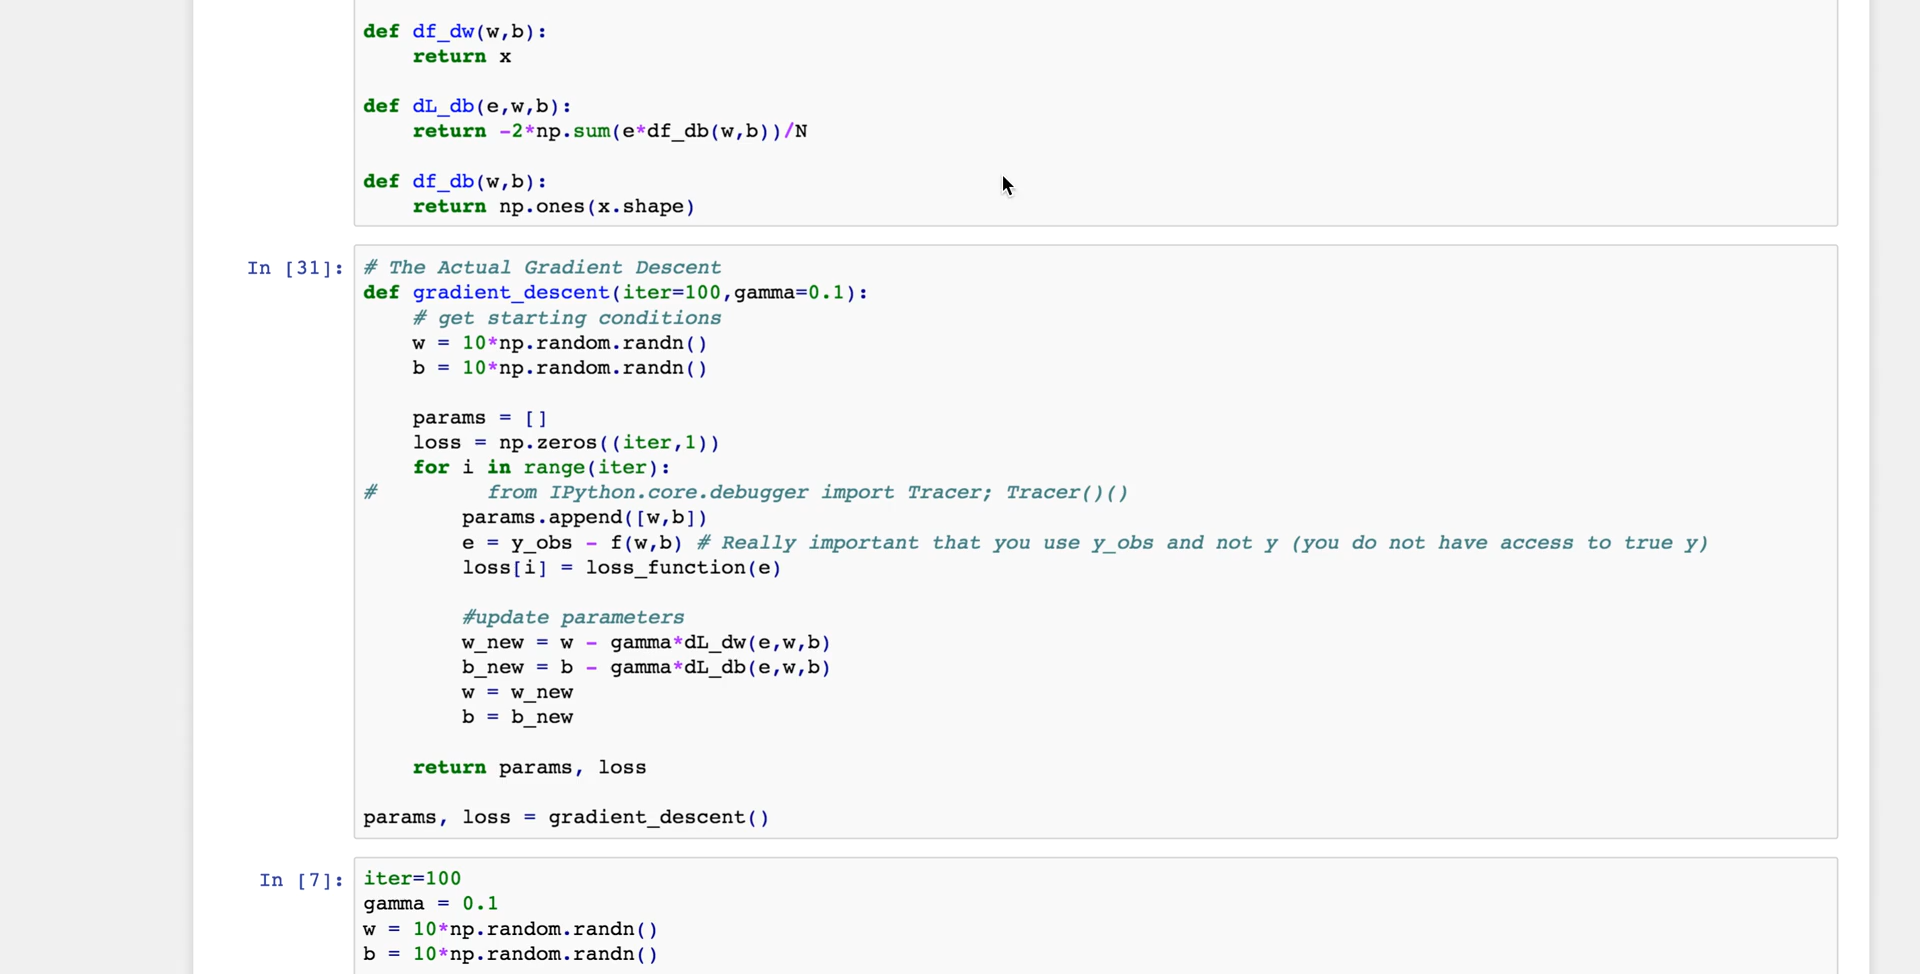 def df_dw(w,b):
    return x
def dL_db(e,w,b):
    return -2*np.sum(e*df_db(w,b))/N
def df_db(w,b):
    return np.ones(x.shape)
In [31]:
# The Actual Gradient Descent
def gradient_descent(iter=100,gamma=0.1):
    # get starting conditions
    w = 10*np.random.randn()
    b = 10*np.random.randn()
    params = []
    loss = np.zeros((iter,1))
    for i in range(iter):
#         from IPython.core.debugger import Tracer; Tracer()()
        params.append([w,b])
        e = y_obs - f(w,b) # Really important that you use y_obs and not y (you do not have access to true y)
        loss[i] = loss_function(e)
        #update parameters
        w_new = w - gamma*dL_dw(e,w,b)
        b_new = b - gamma*dL_db(e,w,b)
        w = w_new
        b = b_new
    return params, loss
params, loss = gradient_descent()
In [7]:
iter=100
gamma = 0.1
w = 10*np.random.randn()
b = 10*np.random.randn()